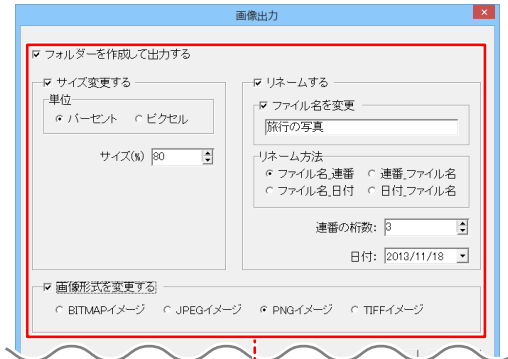 画像出力
フォルダーを作成して出力する
サイズ変更する
単位
パーセント ピクセル
サイズ(%) 80
リネームする
ファイル名を変更
旅行の写真
リネーム方法
ファイル名_連番 連番_ファイル名
ファイル名_日付 日付_ファイル名
連番の桁数: 3
日付: 2013/11/18
画像形式を変更する
BITMAPイメージ JPEGイメージ PNGイメージ TIFFイメージ